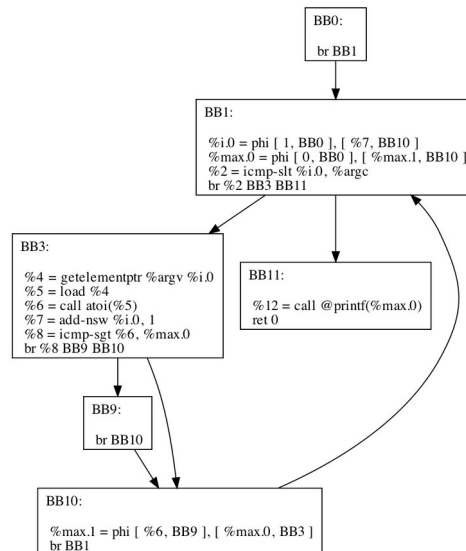 BB0:
br BB1
BB1:
%i.0 = phi [ 1, BB0 ], [ %7, BB10 ]
%max.0 = phi [ 0, BB0 ], [ %max.1, BB10 ]
%2 = icmp-slt %i.0, %argc
br %2 BB3 BB11
BB3:
%4 = getelementptr %argv %i.0
%5 = load %4
%6 = call atoi(%5)
%7 = add-nsw %i.0, 1
%8 = icmp-sgt %6, %max.0
br %8 BB9 BB10
BB11:
%12 = call @printf(%max.0)
ret 0
BB9:
br BB10
BB10:
%max.1 = phi [ %6, BB9 ], [ %max.0, BB3 ]
br BB1